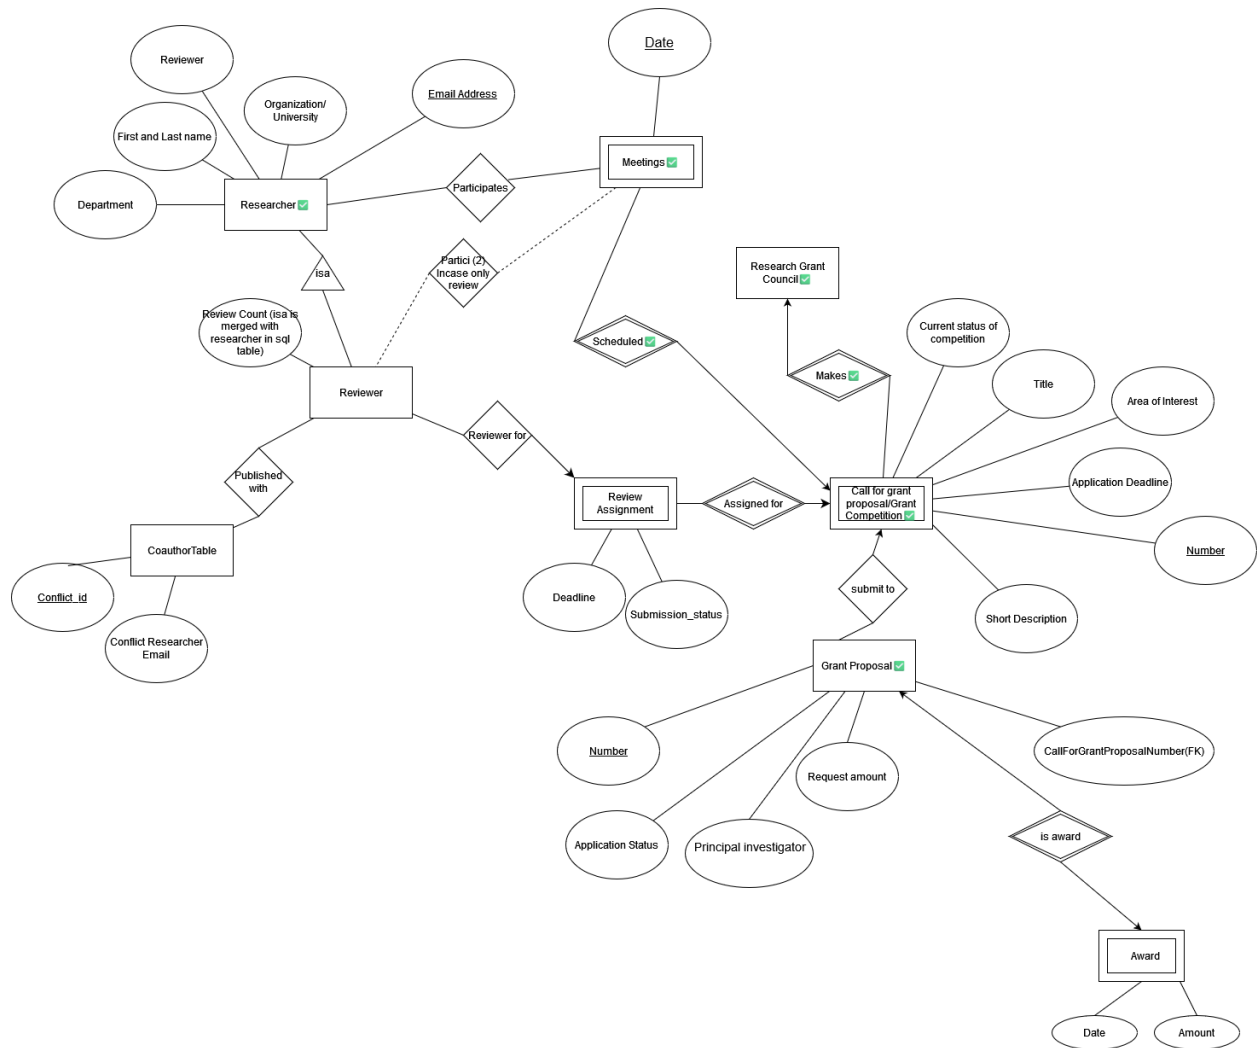 Date
Reviewer
Organization/
University
Email Address
First and Last name
Meetings✅
Participates
Department
Researcher✅
Partici (2)
Incase only
review
isa
Research Grant
Council✅
Review Count (isa is
merged with
researcher in sql
table)
Scheduled✅
Current status of
competition
Makes✅
Title
Reviewer
Area of Interest
Reviewer for
Published
with
Application Deadline
Review
Assignment
Assigned for
Call for grant
proposal/Grant
Competition✅
CoauthorTable
Number
Conflict_id
Deadline
submit to
Submission_status
Short Description
Conflict Researcher
Email
Grant Proposal✅
Number
CallForGrantProposalNumber(FK)
Request amount
Application Status
Principal investigator
is award
Award
Date
Amount